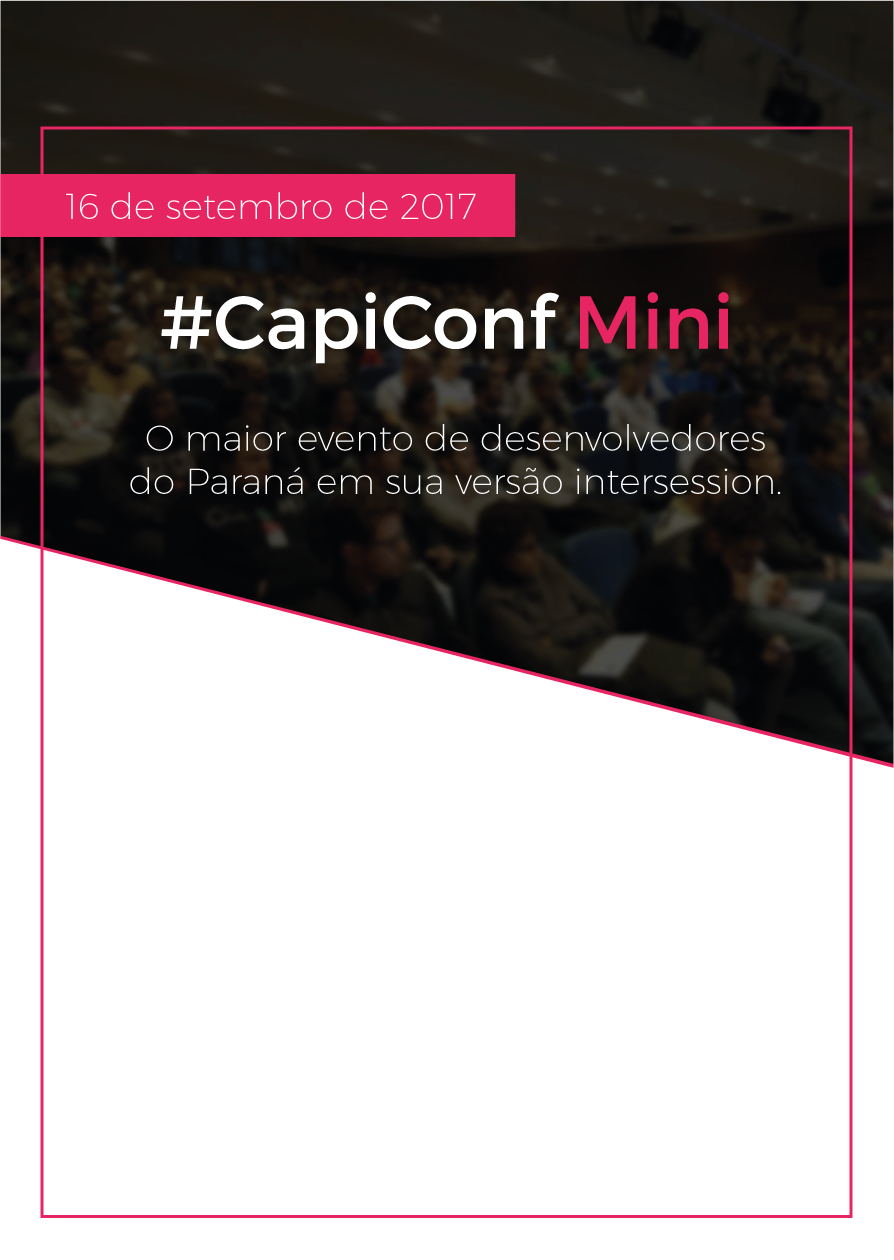 16 de setembro de 2017
#CapiConf Mini
O maior evento de desenvolvedores
do Paraná em sua versão intersession.